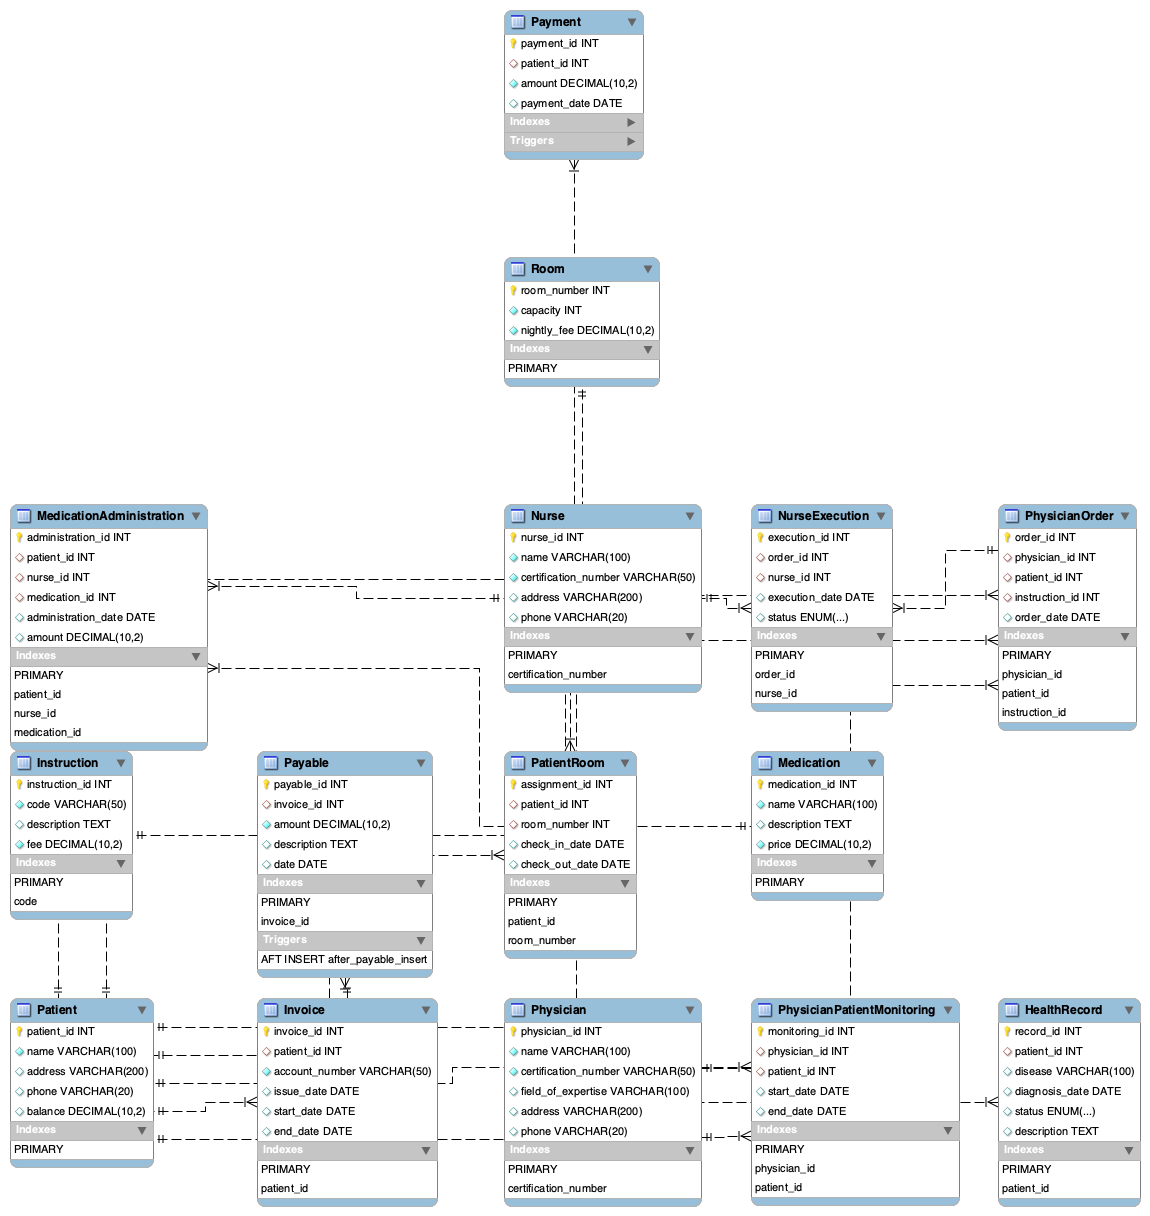 Payment
payment_id INT
patient_id INT
amount DECIMAL(10,2)
payment_date DATE
Indexes
Triggers
Room
room_number INT
capacity INT
nightly_fee DECIMAL(10,2)
Indexes
PRIMARY
MedicationAdministration
administration_id INT
patient_id INT
nurse_id INT
medication_id INT
administration_date DATE
amount DECIMAL(10,2)
Indexes
PRIMARY
patient_id
nurse_id
medication_id
Nurse
nurse_id INT
name VARCHAR(100)
certification_number VARCHAR(50)
address VARCHAR(200)
phone VARCHAR(20)
Indexes
PRIMARY
certification_number
NurseExecution
execution_id INT
order_id INT
nurse_id INT
execution_date DATE
status ENUM(...)
Indexes
PRIMARY
order_id
nurse_id
PhysicianOrder
order_id INT
physician_id INT
patient_id INT
instruction_id INT
order_date DATE
Indexes
PRIMARY
physician_id
patient_id
instruction_id
Instruction
instruction_id INT
code VARCHAR(50)
description TEXT
fee DECIMAL(10,2)
Indexes
PRIMARY
code
Payable
payable_id INT
invoice_id INT
amount DECIMAL(10,2)
description TEXT
date DATE
Indexes
PRIMARY
invoice_id
Triggers
AFT INSERT after_payable_insert
PatientRoom
assignment_id INT
patient_id INT
room_number INT
check_in_date DATE
check_out_date DATE
Indexes
PRIMARY
patient_id
room_number
Medication
medication_id INT
name VARCHAR(100)
description TEXT
price DECIMAL(10,2)
Indexes
PRIMARY
Patient
patient_id INT
name VARCHAR(100)
address VARCHAR(200)
phone VARCHAR(20)
balance DECIMAL(10,2)
Indexes
PRIMARY
Invoice
invoice_id INT
patient_id INT
account_number VARCHAR(50)
issue_date DATE
start_date DATE
end_date DATE
Indexes
PRIMARY
patient_id
Physician
physician_id INT
name VARCHAR(100)
certification_number VARCHAR(50)
field_of_expertise VARCHAR(100)
address VARCHAR(200)
phone VARCHAR(20)
Indexes
PRIMARY
certification_number
PhysicianPatientMonitoring
monitoring_id INT
physician_id INT
patient_id INT
start_date DATE
end_date DATE
Indexes
PRIMARY
physician_id
patient_id
HealthRecord
record_id INT
patient_id INT
disease VARCHAR(100)
diagnosis_date DATE
status ENUM(...)
description TEXT
Indexes
PRIMARY
patient_id